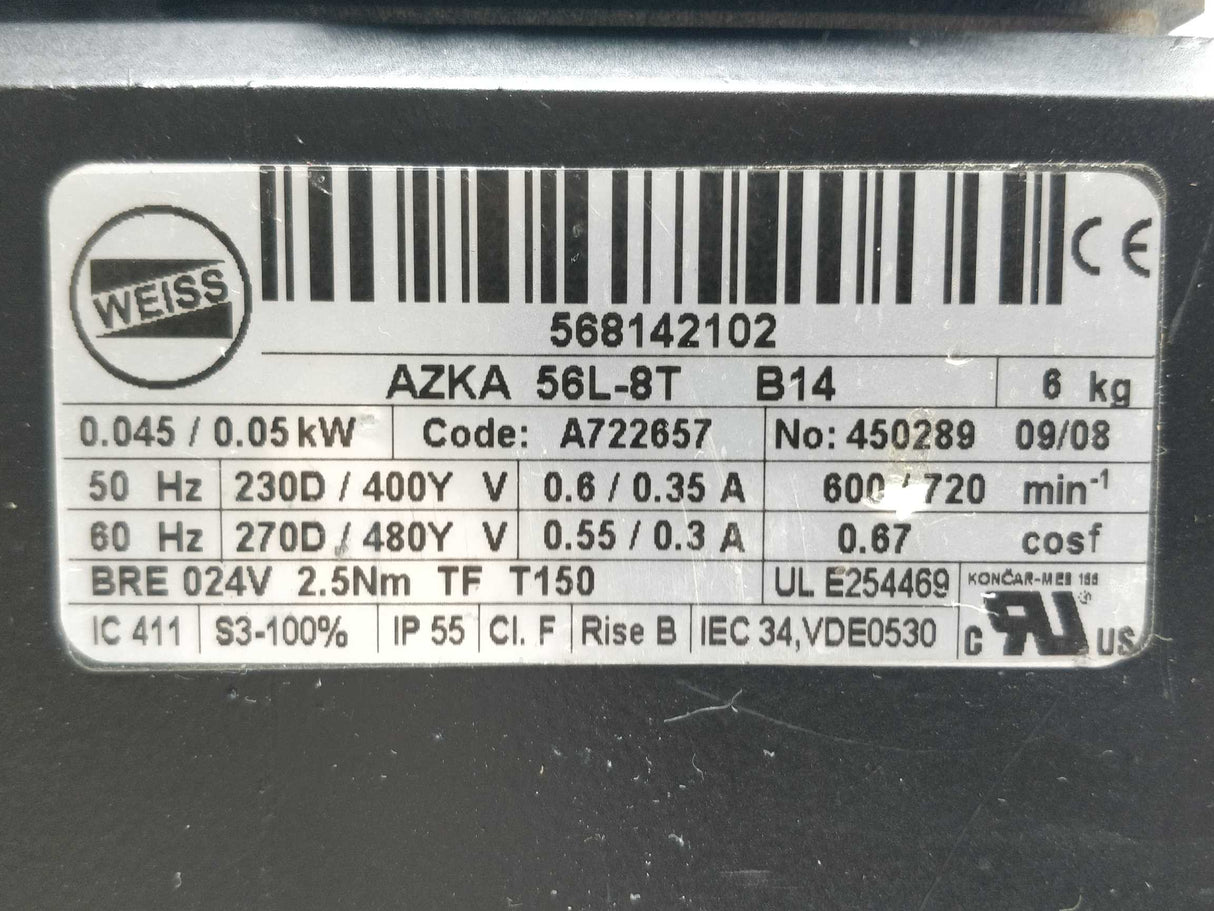 WEISS
CE
568142102
AZKA 56L-8T B14 6 kg
0.045 / 0.05 kW Code: A722657 No: 450289 09/08
50 Hz 230D / 400Y V 0.6 / 0.35 A 600 / 720 min-1
60 Hz 270D / 480Y V 0.55 / 0.3 A 0.67 cosf
BRE 024V 2.5Nm TF T150 UL E254469 KONČAR-MES
IC 411 S3-100% IP 55 Cl. F Rise B IEC 34,VDE0530 C RU ® US